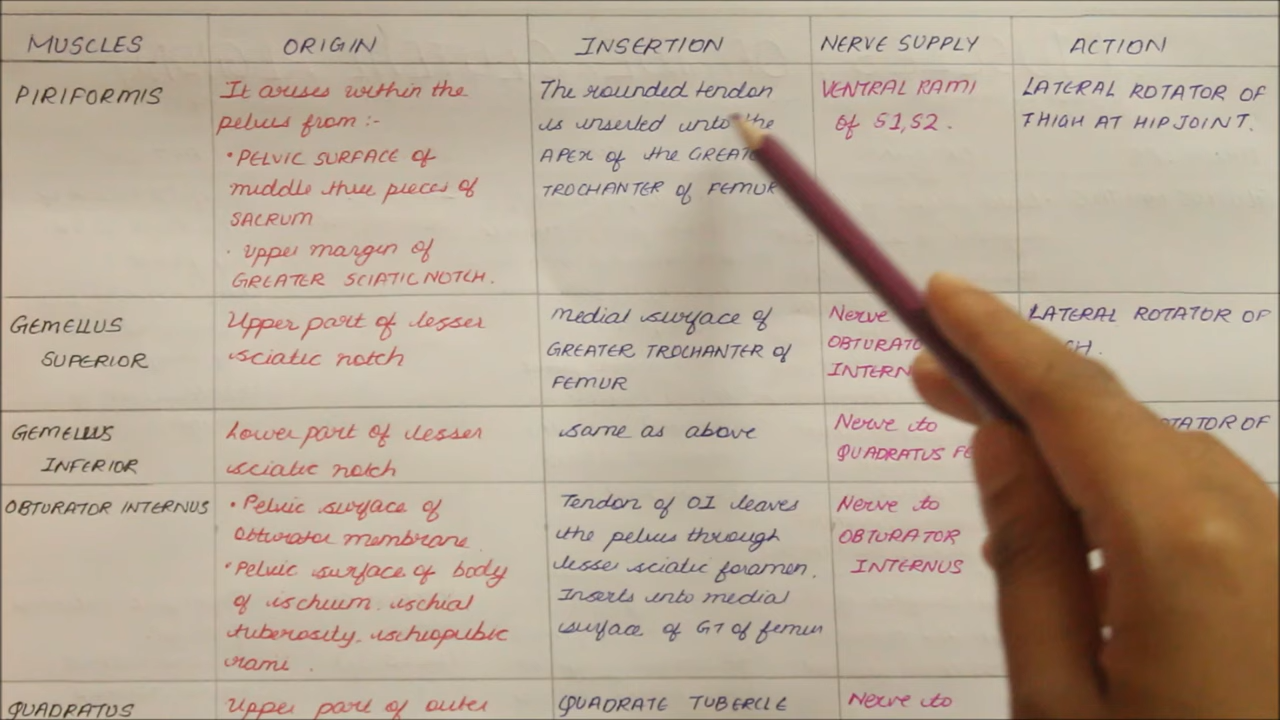 MUSCLES
ORIGIN
INSERTION
NERVE SUPPLY
ACTION
PIRIFORMIS
It arises within the
pelvis from:-
• PELVIC SURFACE OF
middle three pieces of
SACRUM
· Upper margin of
GREATER SCIATIC NOTCH.
The rounded tendon
is inserted into the
APEX of the
TROCHANTER of FEMUR
VENTRAL RAMI
Of S1,S2.
LATERAL ROTATOR OF
THIGH AT HIP JOINT.
GEMELLUS
SUPERIOR
Upper part of lesser
sciatic notch
medial surface of
GREATER TROCHANTER of
FEMUR
Nerve
LATERAL ROTATOR OF
GEMELLUS
INFERIOR
Lower part of lesser
sciatic notch
same as above
Nerve to
QUADRATUS
OF
OBTURATOR INTERNUS
• Pelvic surface of
Obturator membrane.
• Pelvic surface of body
of ischium, ischial
tuberosity, ischiopubic
rami.
Tendon of OI leaves
the pelvis through
lesser sciatic foramen.
Inserts into medial
surface of GT of femur
Nerve to
OBTURATOR
INTERNUS
QUADRATUS
Upper part of outer
QUADRATE TUBERCLE
Nerve to